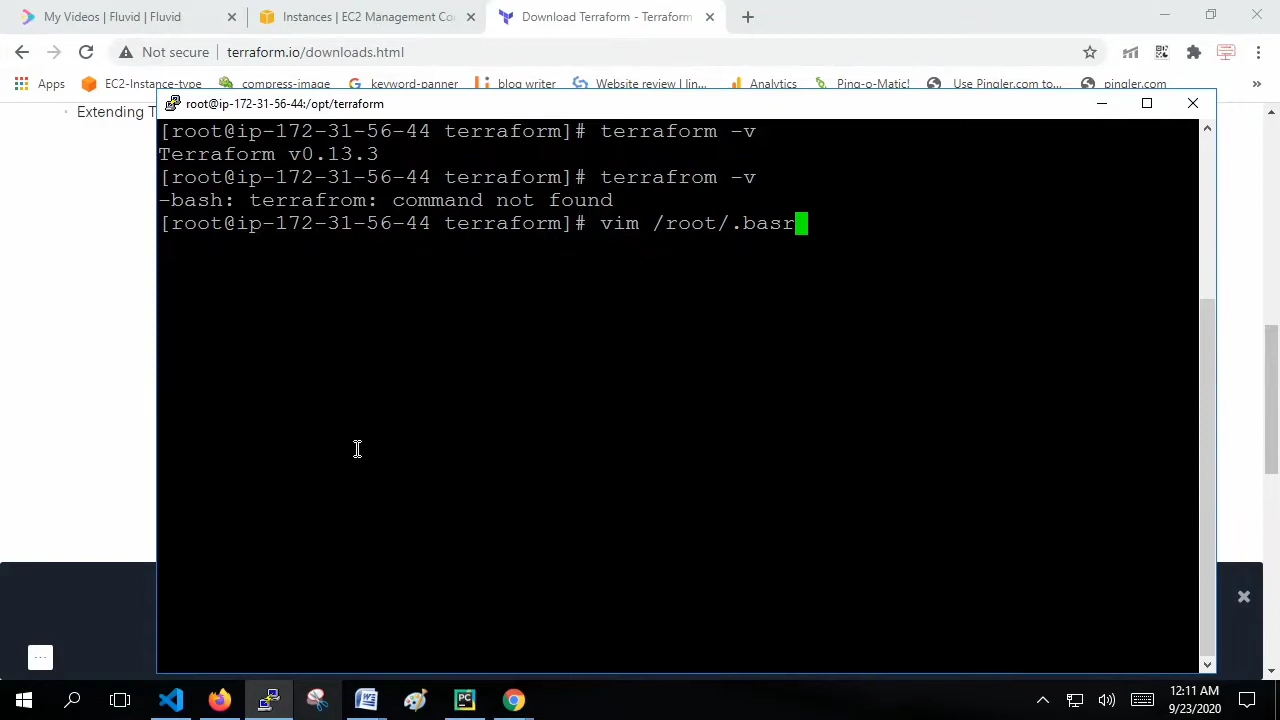 My Videos | Fluvid | Fluvid
Instances | EC2 Management Co
Download Terraform - Terraform
Not secure
terraform.io/downloads.html
Apps
EC2-Instance-type
compress-image
keyword-panner
blog writer
Website review | lin...
Analytics
Ping-o-Matic!
Use Pingler.com to...
pingler.com
»
Extending T
root@ip-172-31-56-44:/opt/terraform
[root@ip-172-31-56-44 terraform]# terraform -v
Terraform v0.13.3
[root@ip-172-31-56-44 terraform]# terrafrom -v
-bash: terrafrom: command not found
[root@ip-172-31-56-44 terraform]# vim /root/.basr
...
12:11 AM
9/23/2020